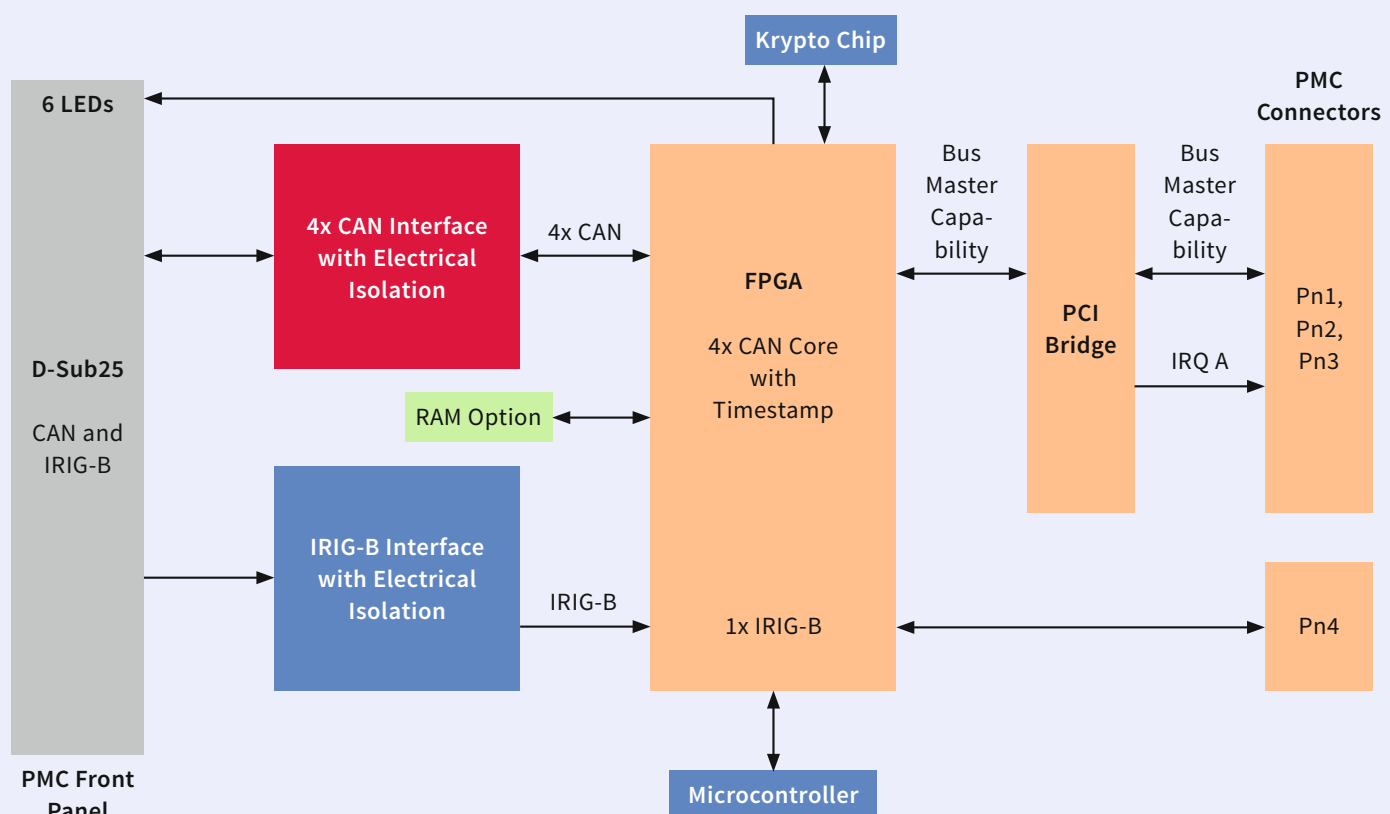 Krypto Chip
6 LEDs
PMC
Connectors
4x CAN Interface
with Electrical
Isolation
4x CAN
Bus
Master
Capa-
bility
Bus
Master
Capa-
bility
FPGA
4x CAN Core
with
Timestamp
PCI
Bridge
IRQ A
Pn1,
Pn2,
Pn3
D-Sub25
CAN and
IRIG-B
RAM Option
IRIG-B Interface
with Electrical
Isolation
IRIG-B
1x IRIG-B
Pn4
PMC Front
Panel
Microcontroller